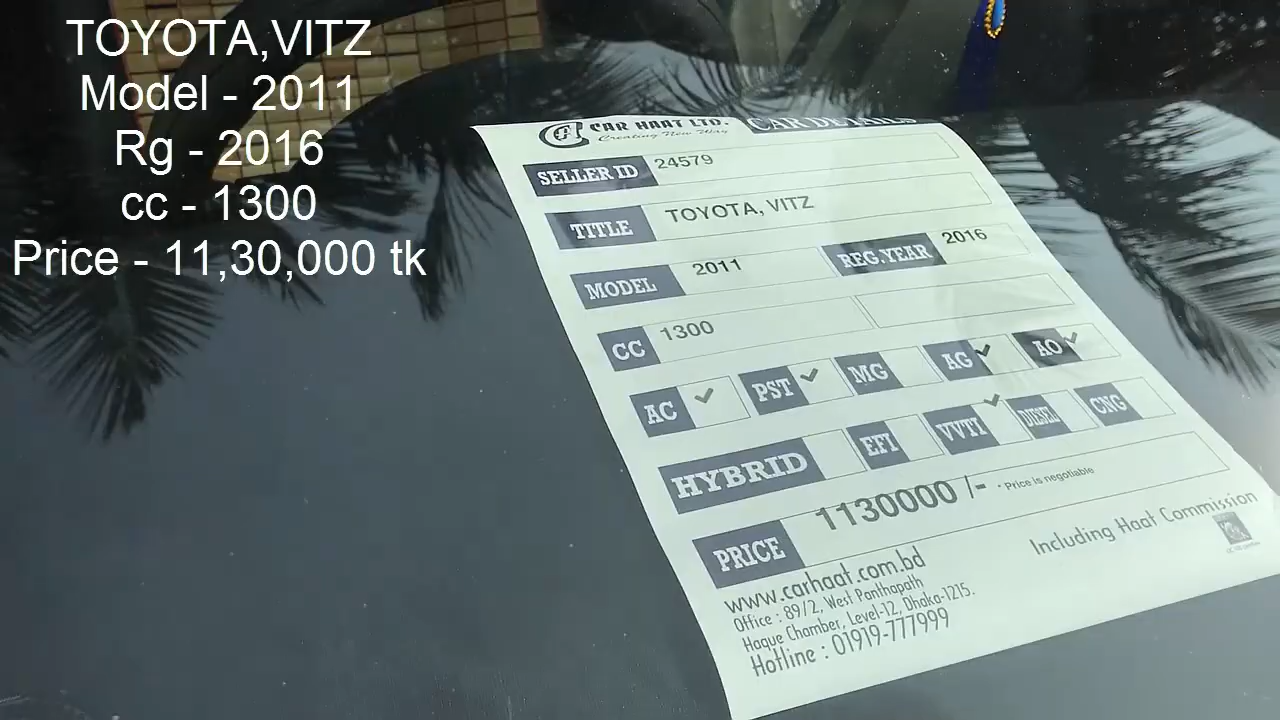 TOYOTA,VITZ
Model - 2011
Rg - 2016
cc - 1300
Price - 11,30,000 tk
CAR HAAT LTD.
Creating New Way
CAR DETAILS
SELLER ID 24579
TITLE TOYOTA, VITZ
MODEL 2011 REG.YEAR 2016
CC 1300
AC ✓ PST ✓ MG AG ✓ AO ✓
HYBRID EFI VVTI ✓ DIESEL CNG
PRICE 1130000 /- * Price is negotiable
Including Haat Commission
www.carhaat.com.bd
Office : 89/2, West Panthapath
Haque Chamber, Level-12, Dhaka-1215.
Hotline : 01919-777999